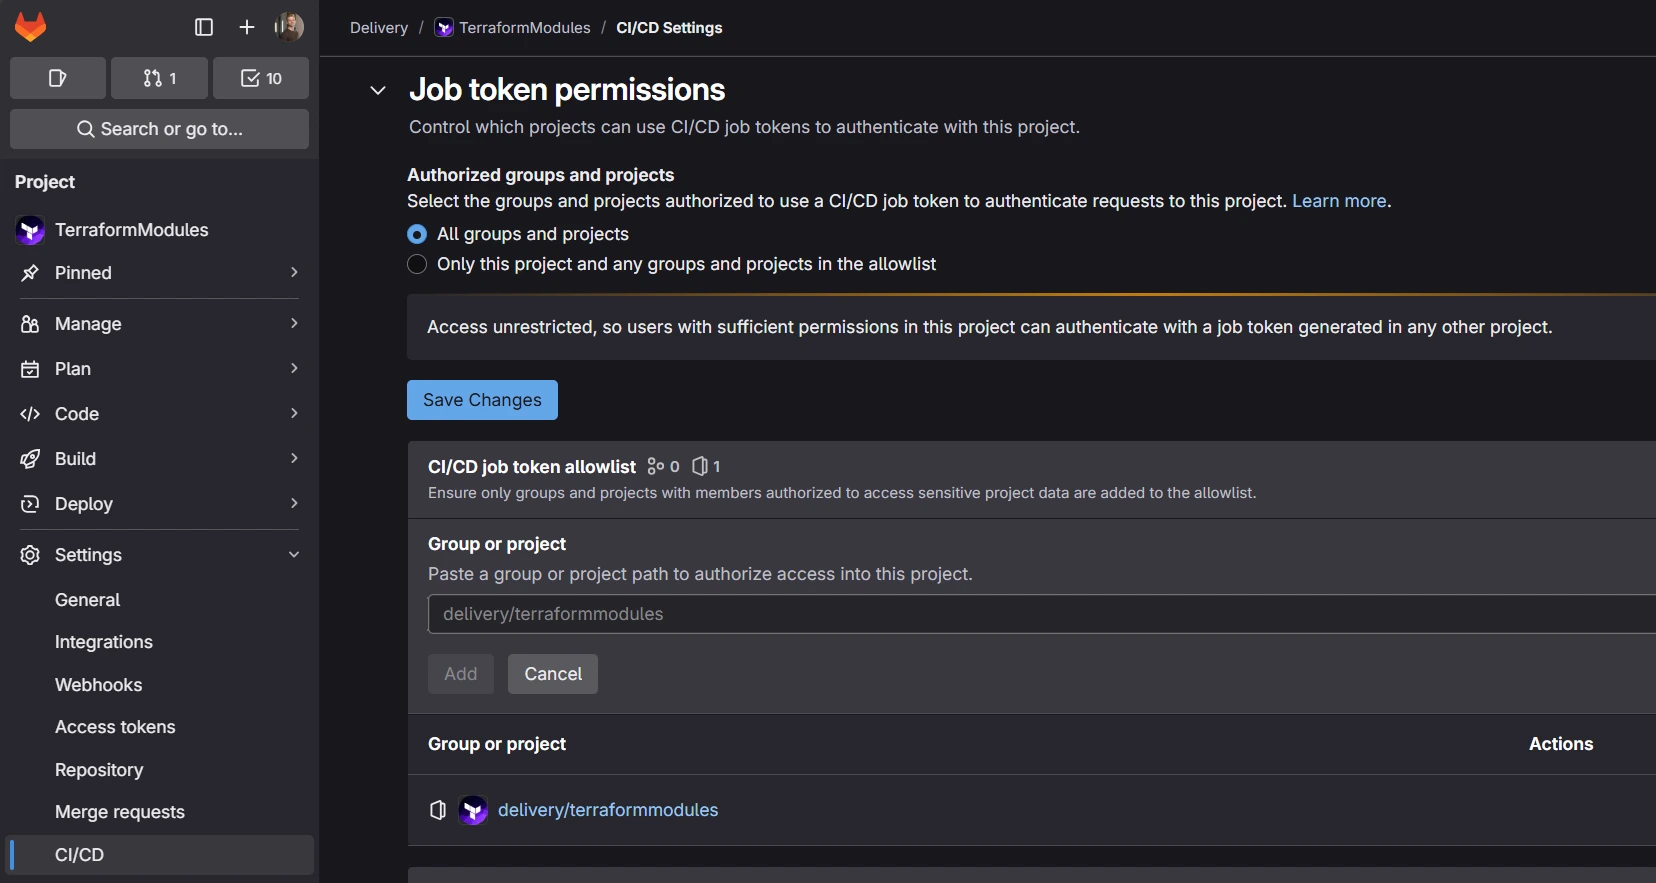 1
10
Search or go to...
Project
TerraformModules
Pinned
Manage
Plan
Code
Build
Deploy
Settings
General
Integrations
Webhooks
Access tokens
Repository
Merge requests
CI/CD
Delivery / TerraformModules / CI/CD Settings
Job token permissions
Control which projects can use CI/CD job tokens to authenticate with this project.
Authorized groups and projects
Select the groups and projects authorized to use a CI/CD job token to authenticate requests to this project. Learn more.
All groups and projects
Only this project and any groups and projects in the allowlist
Access unrestricted, so users with sufficient permissions in this project can authenticate with a job token generated in any other project.
Save Changes
CI/CD job token allowlist 0 1
Ensure only groups and projects with members authorized to access sensitive project data are added to the allowlist.
Group or project
Paste a group or project path to authorize access into this project.
delivery/terraformmodules
Add Cancel
Group or project Actions
delivery/terraformmodules